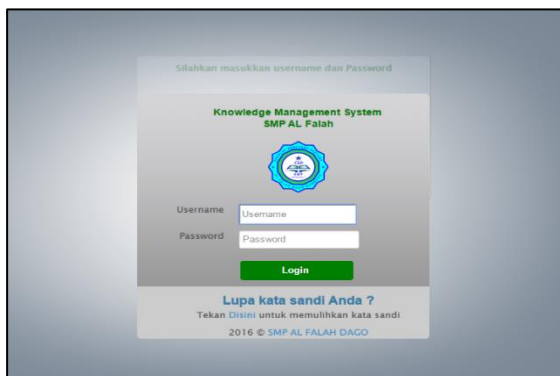 Silahkan masukkan username dan Password
Knowledge Management System
SMP AL Falah
Username
Username
Password
Password
Login
Lupa kata sandi Anda ?
Tekan Disini untuk memulihkan kata sandi
2016 © SMP AL FALAH DAGO